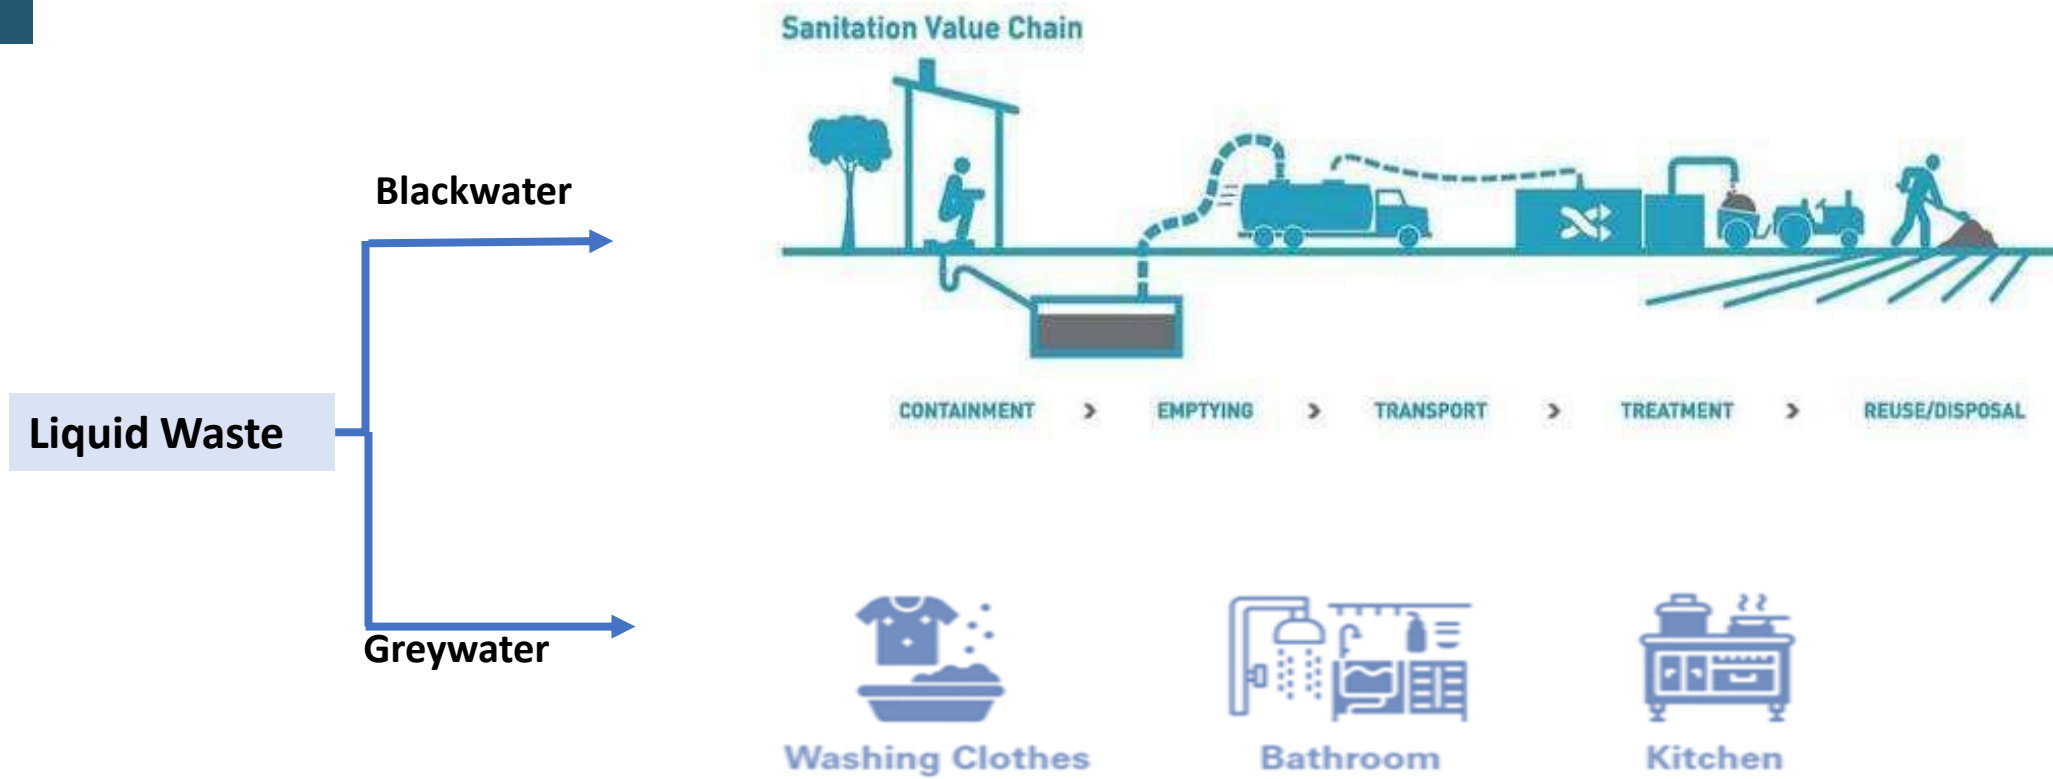 Sanitation Value Chain
Blackwater
CONTAINMENT > EMPTYING > TRANSPORT > TREATMENT > REUSE/DISPOSAL
Liquid Waste
Greywater
Washing Clothes
Bathroom
Kitchen